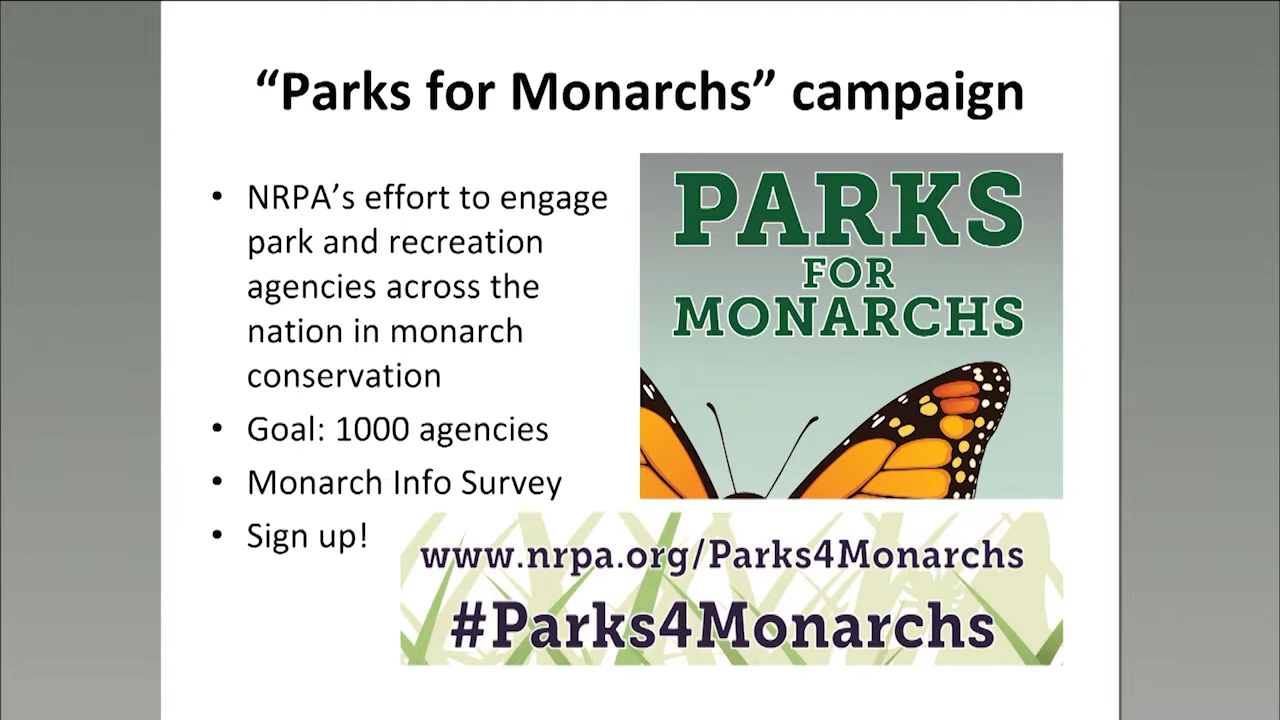 “Parks for Monarchs” campaign
• NRPA’s effort to engage
park and recreation
agencies across the
nation in monarch
conservation
• Goal: 1000 agencies
• Monarch Info Survey
• Sign up!
PARKS
FOR
MONARCHS
www.nrpa.org/Parks4Monarchs
#Parks4Monarchs